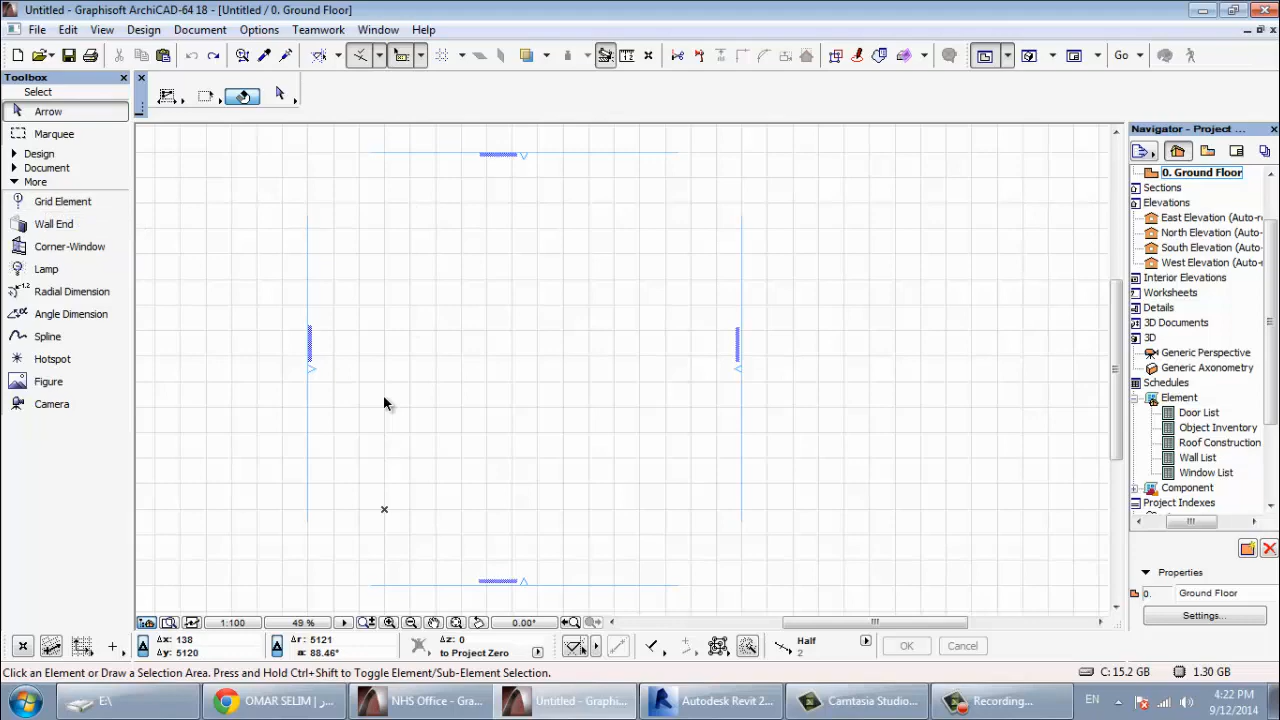 Untitled - Graphisoft ArchiCAD-64 18 - [Untitled / 0. Ground Floor]
File Edit View Design Document Options Teamwork Window Help
Go
Toolbox
Select
Arrow
Marquee
Design
Document
More
Grid Element
Wall End
Corner-Window
Lamp
Radial Dimension
Angle Dimension
Spline
Hotspot
Figure
Camera
Navigator - Project ...
0. Ground Floor
Sections
Elevations
East Elevation (Auto-r
North Elevation (Auto-
South Elevation (Auto-
West Elevation (Auto-
Interior Elevations
Worksheets
Details
3D Documents
3D
Generic Perspective
Generic Axonometry
Schedules
Element
Door List
Object Inventory
Roof Construction
Wall List
Window List
Component
Project Indexes
Properties
0. Ground Floor
Settings...
1:100 49 % 0.00°
Δx: 138
Δy: 5120
Δr: 5121
a: 88.46°
Δz: 0
to Project Zero
Half
2
OK Cancel
Click an Element or Draw a Selection Area. Press and Hold Ctrl+Shift to Toggle Element/Sub-Element Selection.
C: 15.2 GB 1.30 GB
E:\
OMAR SELIM | ...در
NHS Office - Gra...
Untitled - Graphi...
Autodesk Revit 2...
Camtasia Studio...
Recording...
EN
4:22 PM
9/12/2014